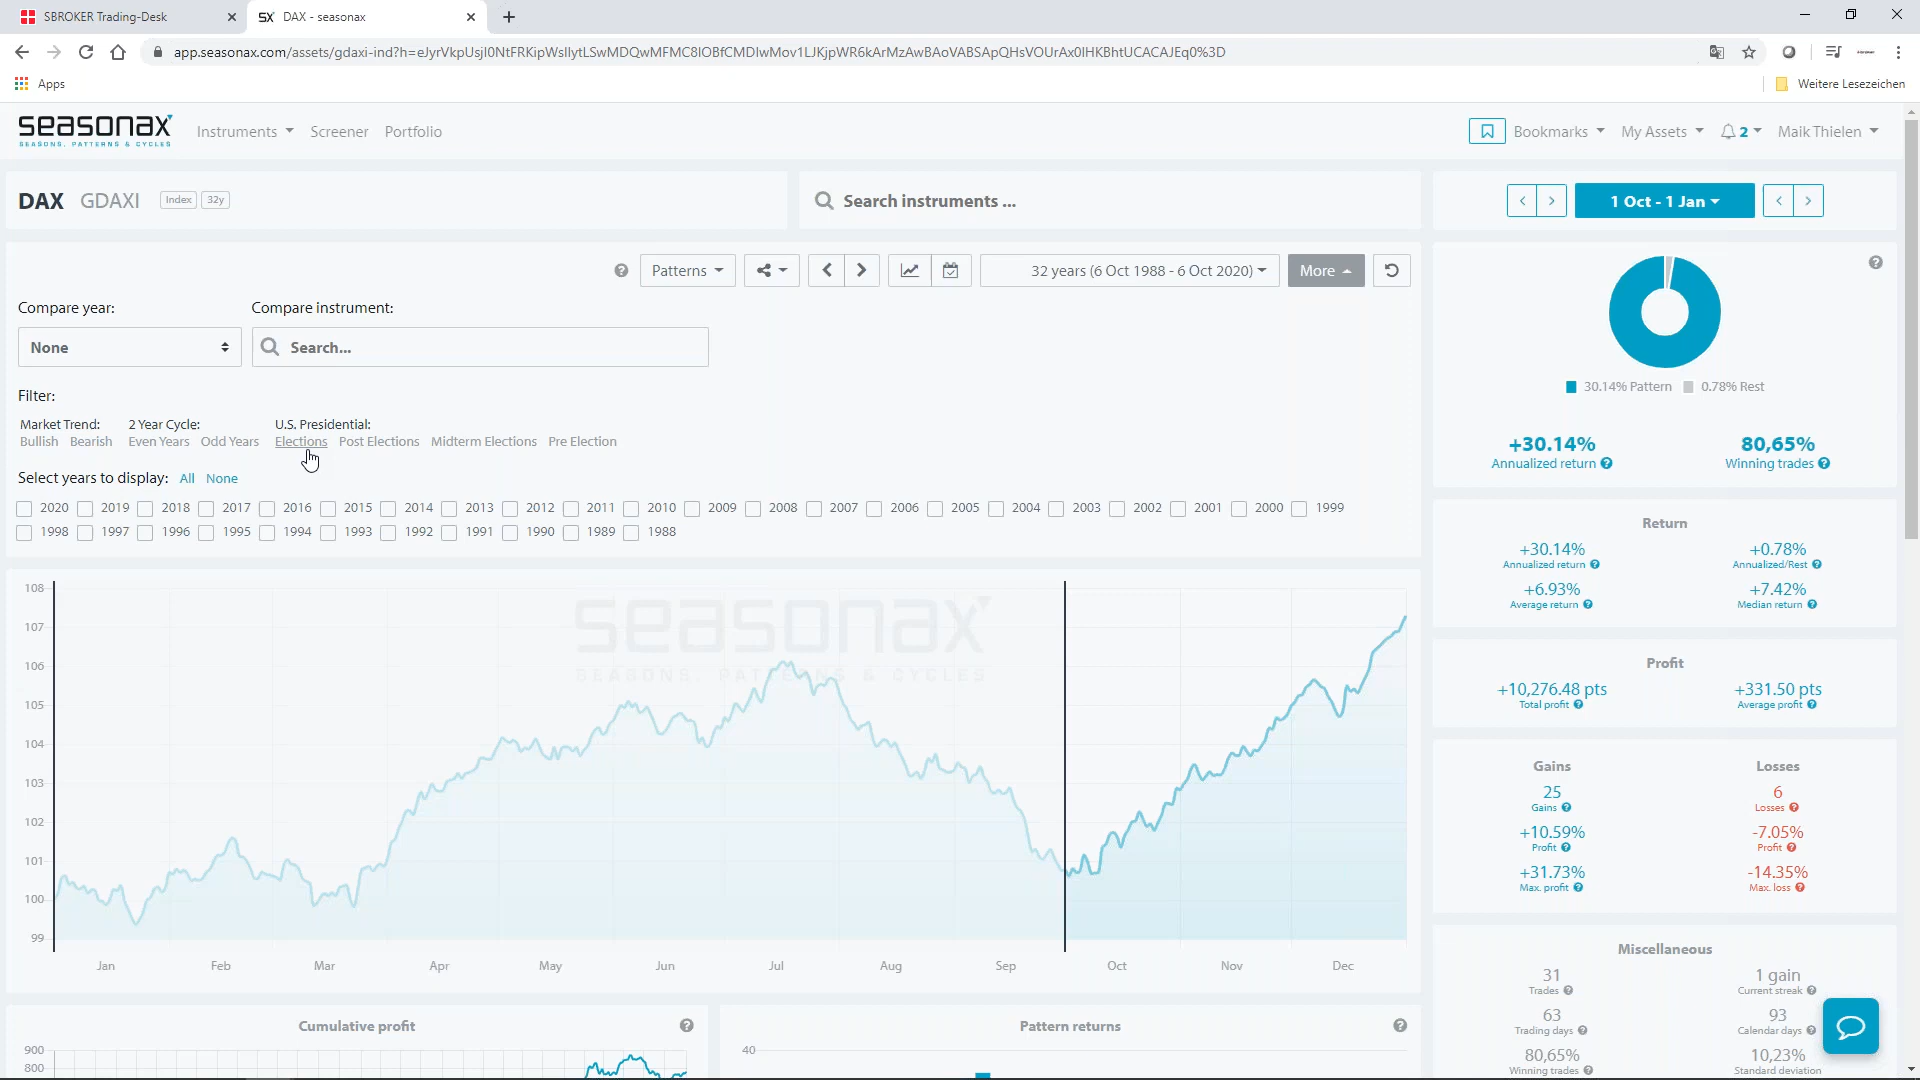 SBROKER Trading-Desk
DAX - seasonax
app.seasonax.com/assets/gdaxi-ind?h=eJyrVkpUsjI0NtFRKipWsIlytLSwMDQwMFMC8IOBfCMDIwMov1LJKjpWR6kArMzAwBAoVABSApQHsVOUrAx0lHKBhtUCACAJEq0%3D
Apps
Weitere Lesezeichen
seasonax
SEASONS, PATTERNS & CYCLES
Instruments Screener Portfolio
Bookmarks My Assets 2 Maik Thielen
DAX GDAXI Index 32y
Search instruments ...
1 Oct - 1 Jan
Patterns
32 years (6 Oct 1988 - 6 Oct 2020)
More
Compare year: Compare instrument:
None Search...
Filter:
Market Trend: 2 Year Cycle: U.S. Presidential:
Bullish Bearish Even Years Odd Years Elections Post Elections Midterm Elections Pre Election
Select years to display: All None
2020 2019 2018 2017 2016 2015 2014 2013 2012 2011 2010 2009 2008 2007 2006 2005 2004 2003 2002 2001 2000 1999
1998 1997 1996 1995 1994 1993 1992 1991 1990 1989 1988
30.14% Pattern 0.78% Rest
+30.14% 80,65%
Annualized return Winning trades
Return
+30.14% +0.78%
Annualized return Annualized/Rest
+6.93% +7.42%
Average return Median return
Profit
+10,276.48 pts +331.50 pts
Total profit Average profit
Gains Losses
25 6
Gains Losses
+10.59% -7.05%
Profit Profit
+31.73% -14.35%
Max. profit Max. loss
Miscellaneous
31 1 gain
Trades Current streak
63 93
Trading days Calendar days
80,65% 10,23%
Winning trades Standard deviation
seasonax
SEASONS, PATTERNS & CYCLES
108
107
106
105
104
103
102
101
100
99
Jan Feb Mar Apr May Jun Jul Aug Sep Oct Nov Dec
Cumulative profit
900
800
Pattern returns
40